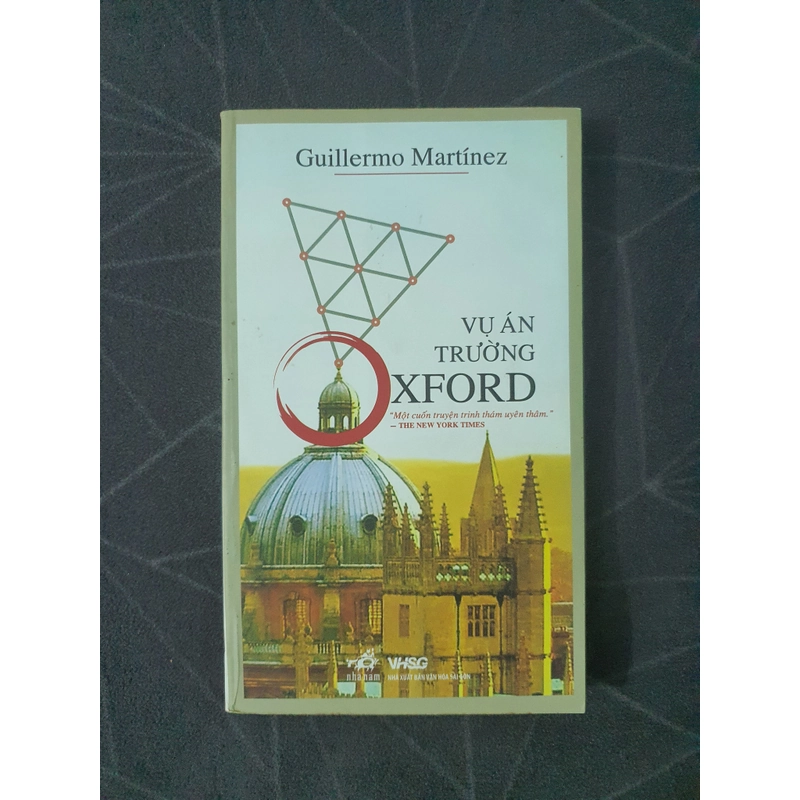 Guillermo Martínez
VỤ ÁN
TRƯỜNG
OXFORD
“Một cuốn truyện trinh thám uyên thâm.”
— THE NEW YORK TIMES
nhã nam
VHSG
NHÀ XUẤT BẢN VĂN HÓA SÀI GÒN